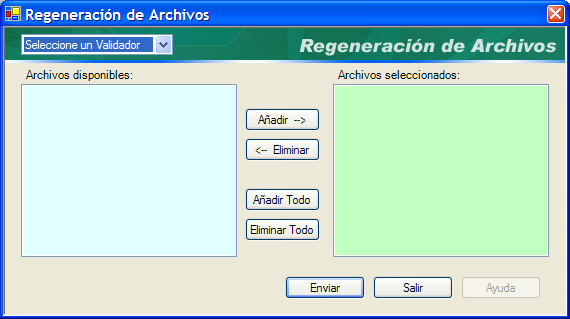 Regeneración de Archivos
Seleccione un Validador
Regeneración de Archivos
Archivos disponibles:
Archivos seleccionados:
Añadir -->
<-- Eliminar
Añadir Todo
Eliminar Todo
Enviar
Salir
Ayuda